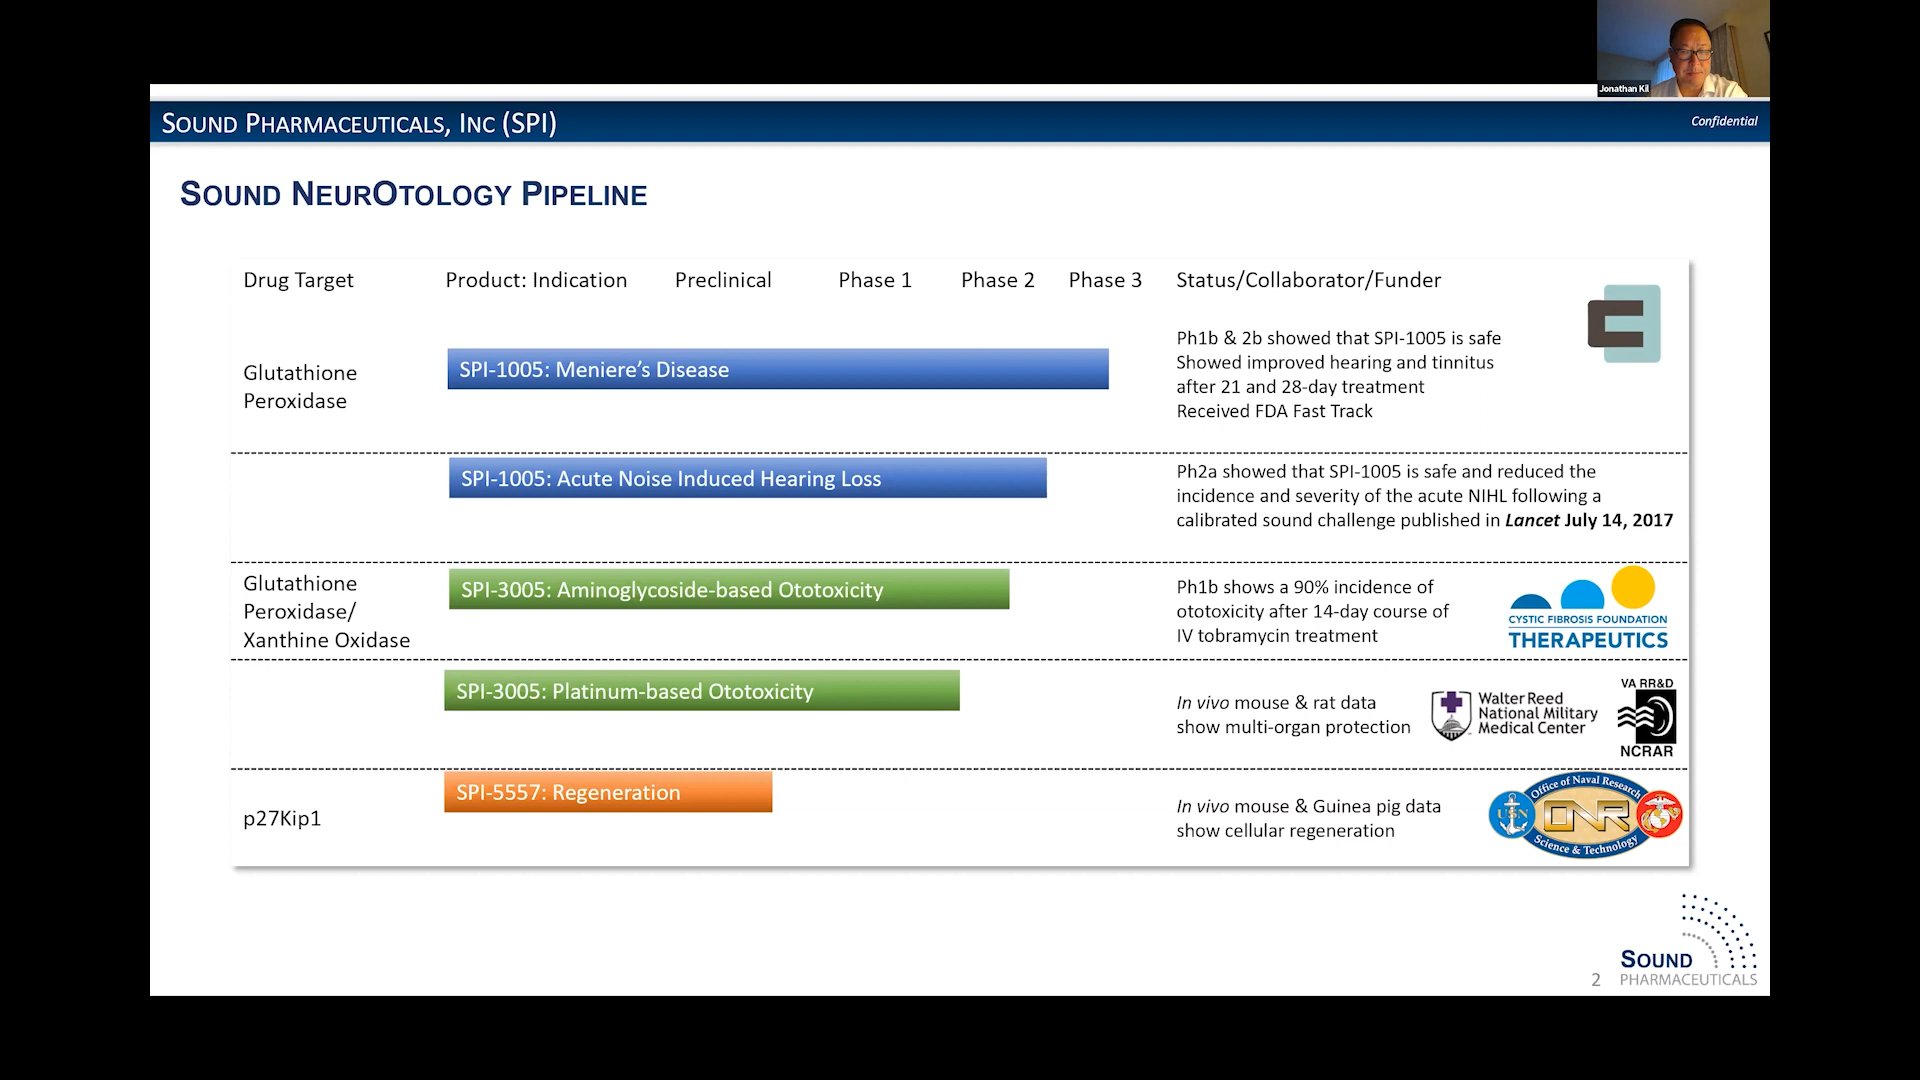 Jonathan Kil
SOUND PHARMACEUTICALS, INC (SPI)
Confidential
SOUND NEUROTOLOGY PIPELINE
Drug Target Product: Indication Preclinical Phase 1 Phase 2 Phase 3 Status/Collaborator/Funder
Glutathione
Peroxidase
SPI-1005: Meniere's Disease
Ph1b & 2b showed that SPI-1005 is safe
Showed improved hearing and tinnitus
after 21 and 28-day treatment
Received FDA Fast Track
SPI-1005: Acute Noise Induced Hearing Loss
Ph2a showed that SPI-1005 is safe and reduced the
incidence and severity of the acute NIHL following a
calibrated sound challenge published in Lancet July 14, 2017
Glutathione
Peroxidase/
Xanthine Oxidase
SPI-3005: Aminoglycoside-based Ototoxicity
Ph1b shows a 90% incidence of
ototoxicity after 14-day course of
IV tobramycin treatment
CYSTIC FIBROSIS FOUNDATION
THERAPEUTICS
SPI-3005: Platinum-based Ototoxicity
In vivo mouse & rat data
show multi-organ protection
Walter Reed
National Military
Medical Center
VA RR&D
NCRAR
p27Kip1
SPI-5557: Regeneration
In vivo mouse & Guinea pig data
show cellular regeneration
Office of Naval Research
USN
ONR
Science & Technology
2
SOUND
PHARMACEUTICALS